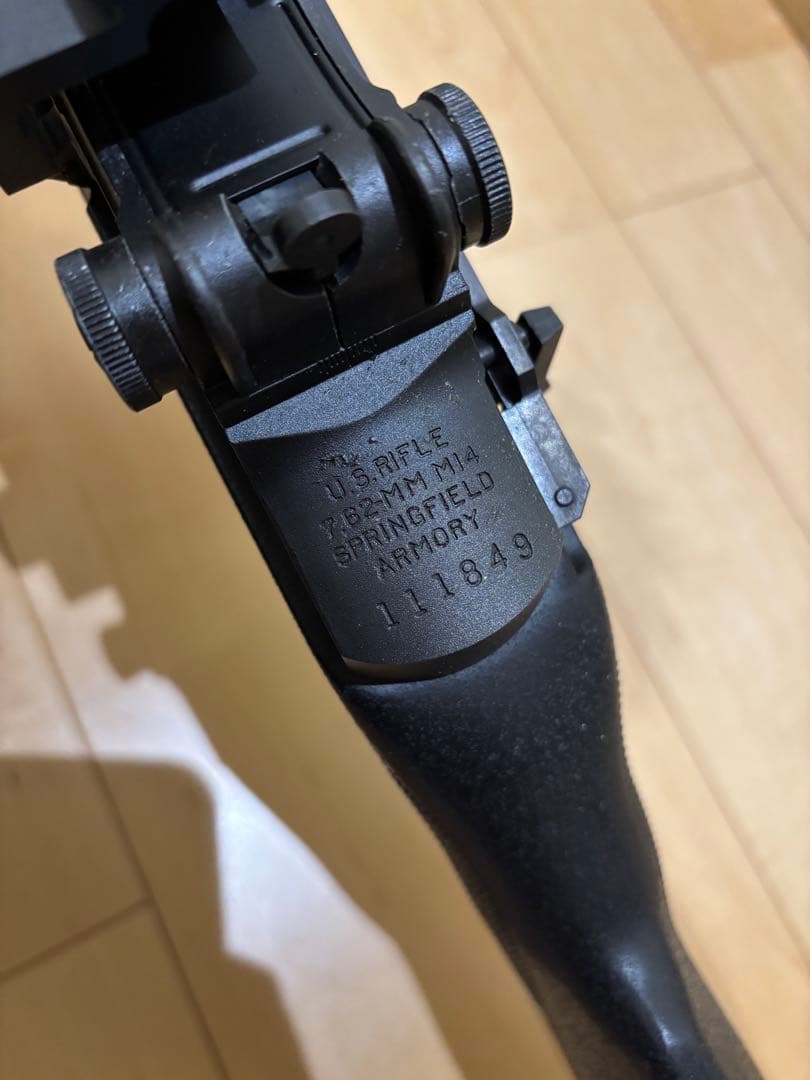 U.S.RIFLE
7.62-MM M14
SPRINGFIELD
ARMORY
111849